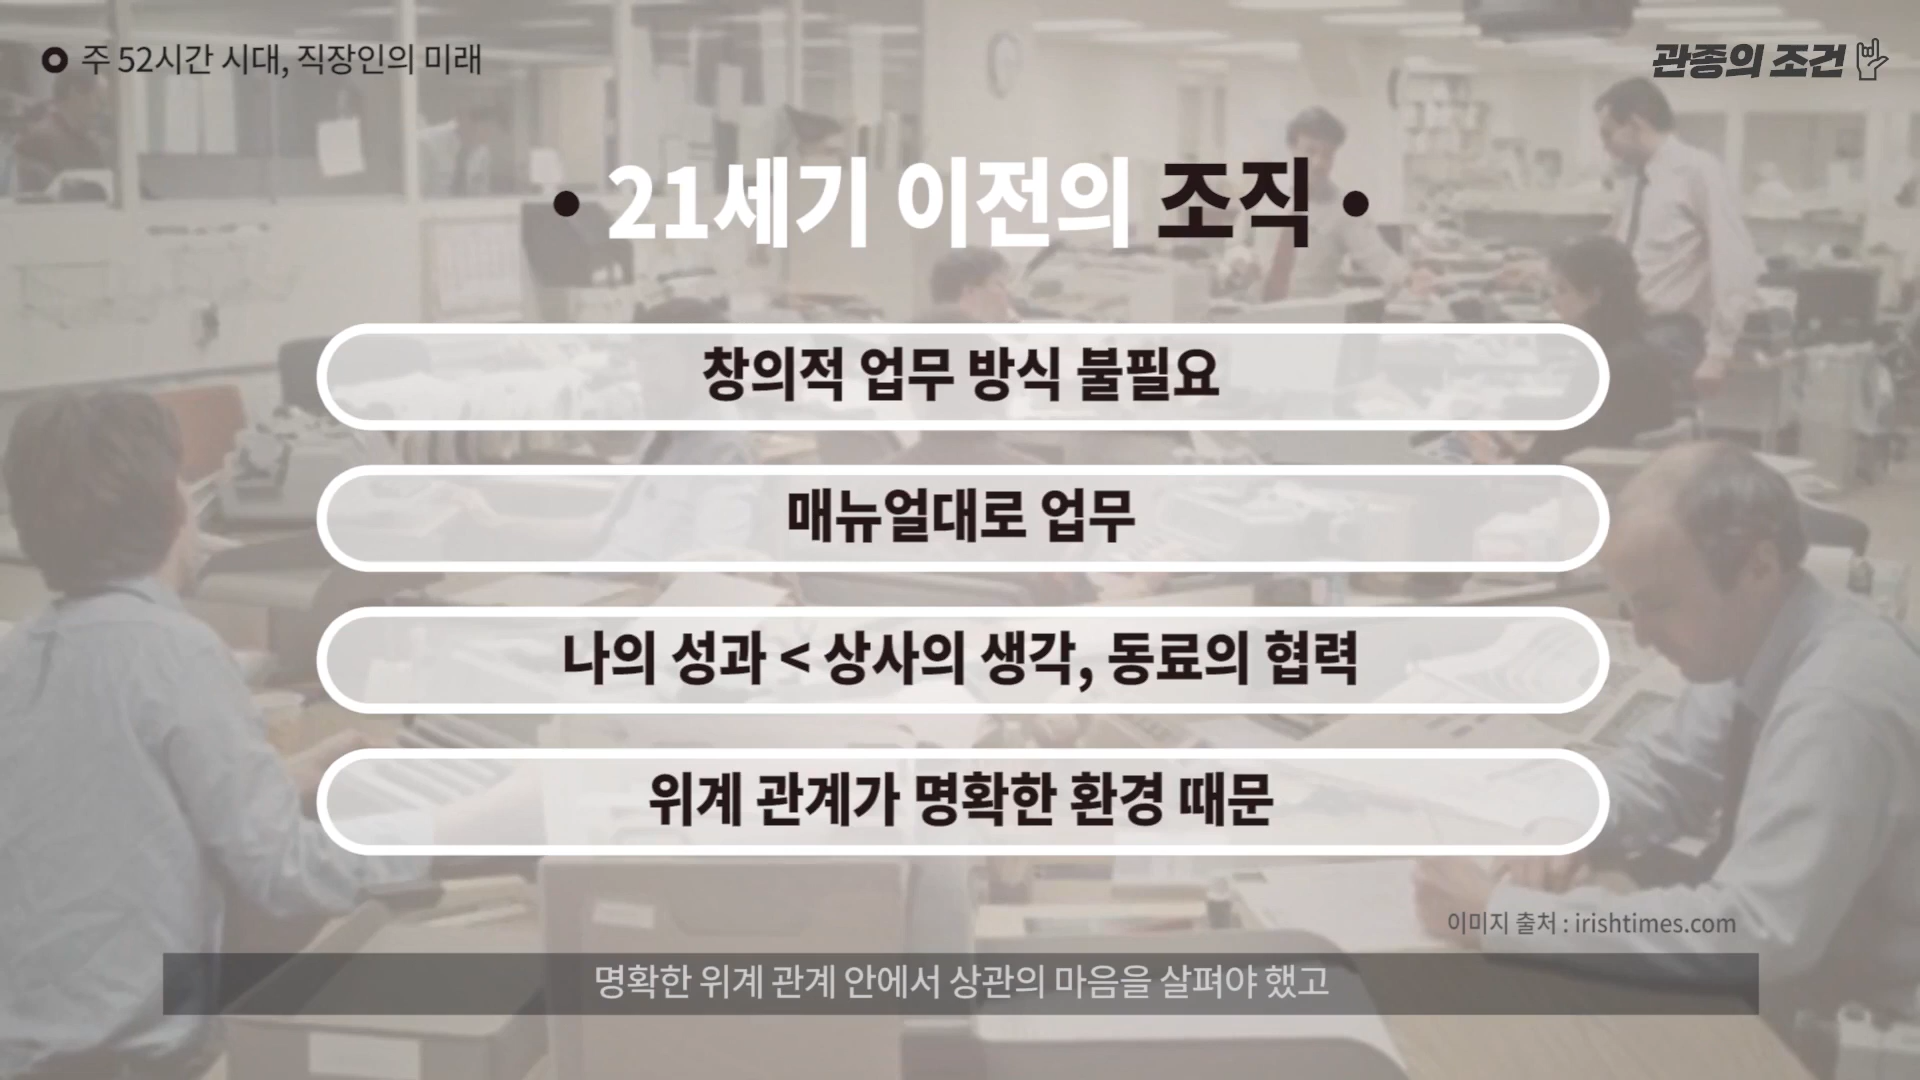 주 52시간 시대, 직장인의 미래
관종의 조건
• 21세기 이전의 조직 •
창의적 업무 방식 불필요
매뉴얼대로 업무
나의 성과 < 상사의 생각, 동료의 협력
위계 관계가 명확한 환경 때문
이미지 출처 : irishtimes.com
명확한 위계 관계 안에서 상관의 마음을 살펴야 했고